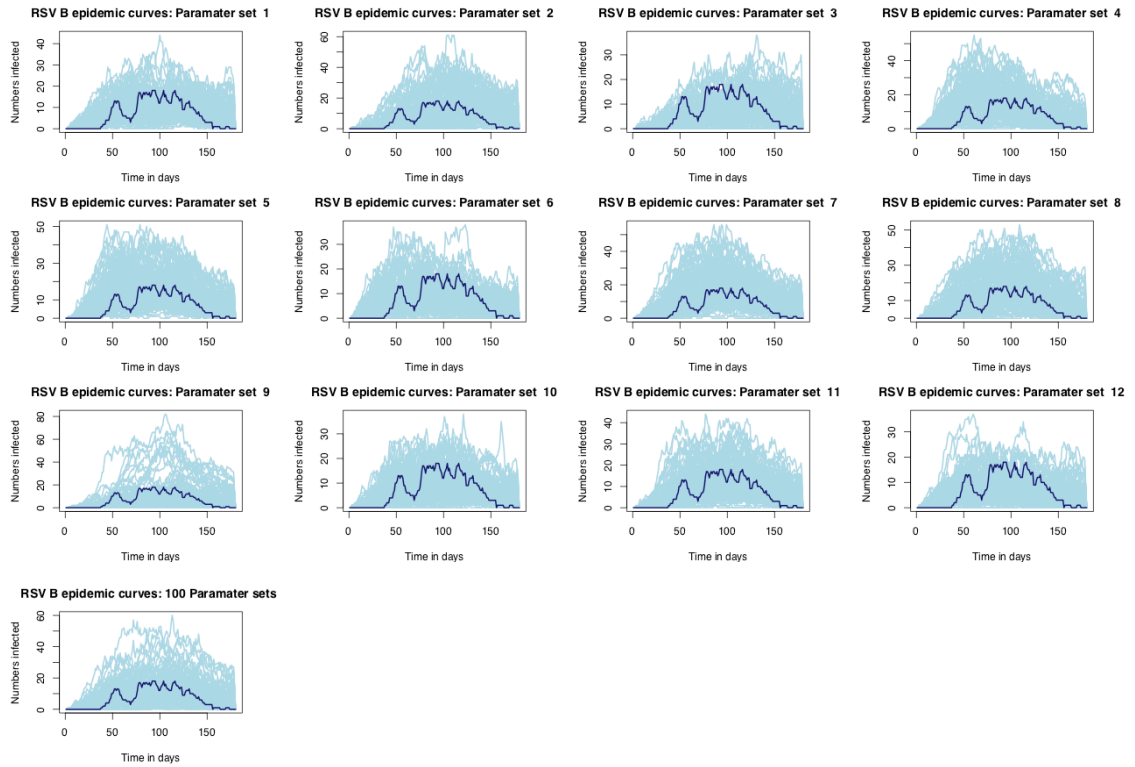 RSV B epidemic curves: Paramater set 1
RSV B epidemic curves: Paramater set 2
RSV B epidemic curves: Paramater set 3
RSV B epidemic curves: Paramater set 4
Numbers infected
0 10 20 30 40
0 50 100 150
Time in days
Numbers infected
0 20 40 60
0 50 100 150
Time in days
Numbers infected
0 10 20 30
0 50 100 150
Time in days
Numbers infected
0 20 40
0 50 100 150
Time in days
RSV B epidemic curves: Paramater set 5
RSV B epidemic curves: Paramater set 6
RSV B epidemic curves: Paramater set 7
RSV B epidemic curves: Paramater set 8
Numbers infected
0 10 30 50
0 50 100 150
Time in days
Numbers infected
0 10 20 30
0 50 100 150
Time in days
Numbers infected
0 20 40
0 50 100 150
Time in days
Numbers infected
0 10 30 50
0 50 100 150
Time in days
RSV B epidemic curves: Paramater set 9
RSV B epidemic curves: Paramater set 10
RSV B epidemic curves: Paramater set 11
RSV B epidemic curves: Paramater set 12
Numbers infected
0 20 40 60 80
0 50 100 150
Time in days
Numbers infected
0 10 20 30
0 50 100 150
Time in days
Numbers infected
0 10 20 30 40
0 50 100 150
Time in days
Numbers infected
0 10 20 30
0 50 100 150
Time in days
RSV B epidemic curves: 100 Paramater sets
Numbers infected
0 20 40 60
0 50 100 150
Time in days